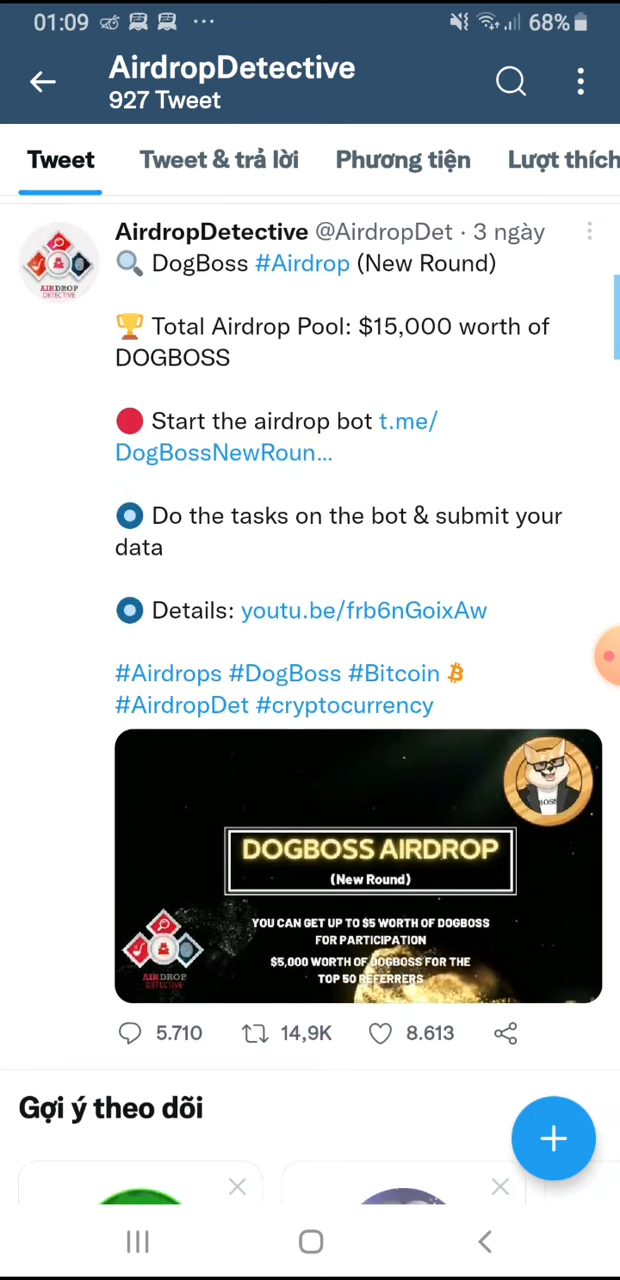 01:09 ... 68%
AirdropDetective
927 Tweet
Tweet Tweet & trả lời Phương tiện Lượt thích
AirdropDetective @AirdropDet · 3 ngày
DogBoss #Airdrop (New Round)
Total Airdrop Pool: $15,000 worth of
DOGBOSS
Start the airdrop bot t.me/
DogBossNewRoun...
Do the tasks on the bot & submit your
data
Details: youtu.be/frb6nGoixAw
#Airdrops #DogBoss #Bitcoin
#AirdropDet #cryptocurrency
AIRDROP
DETECTIVE
BOSS
DOGBOSS AIRDROP
(New Round)
YOU CAN GET UP TO $5 WORTH OF DOGBOSS
FOR PARTICIPATION
$5,000 WORTH OF DOGBOSS FOR THE
TOP 50 REFERRERS
AIRDROP
DETECTIVE
5.710 14,9K 8.613
Gợi ý theo dõi